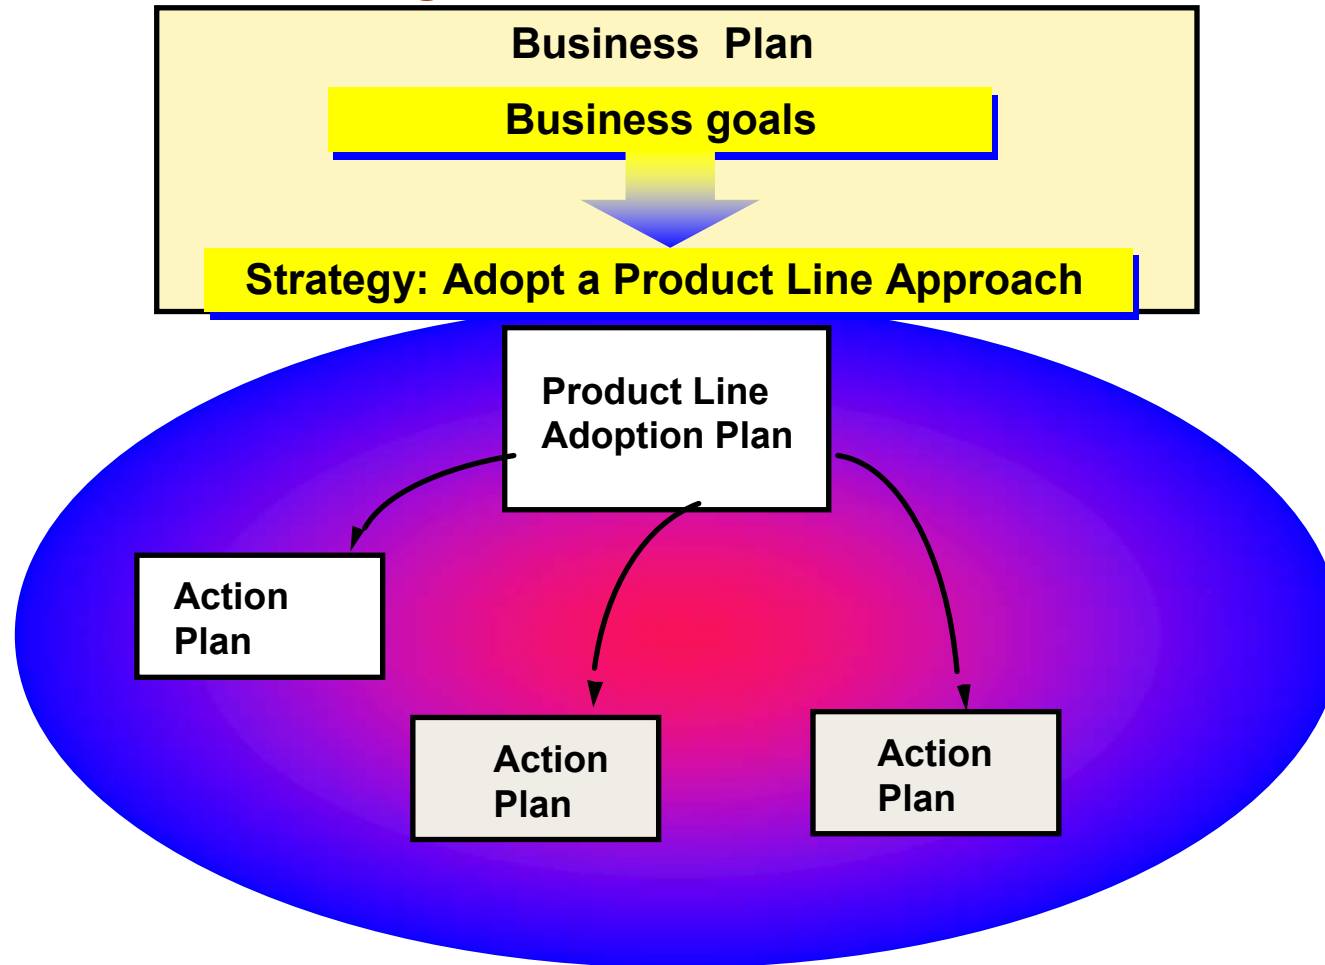 Business Plan
Business goals
Strategy: Adopt a Product Line Approach
Product Line
Adoption Plan
Action
Plan
Action
Plan
Action
Plan